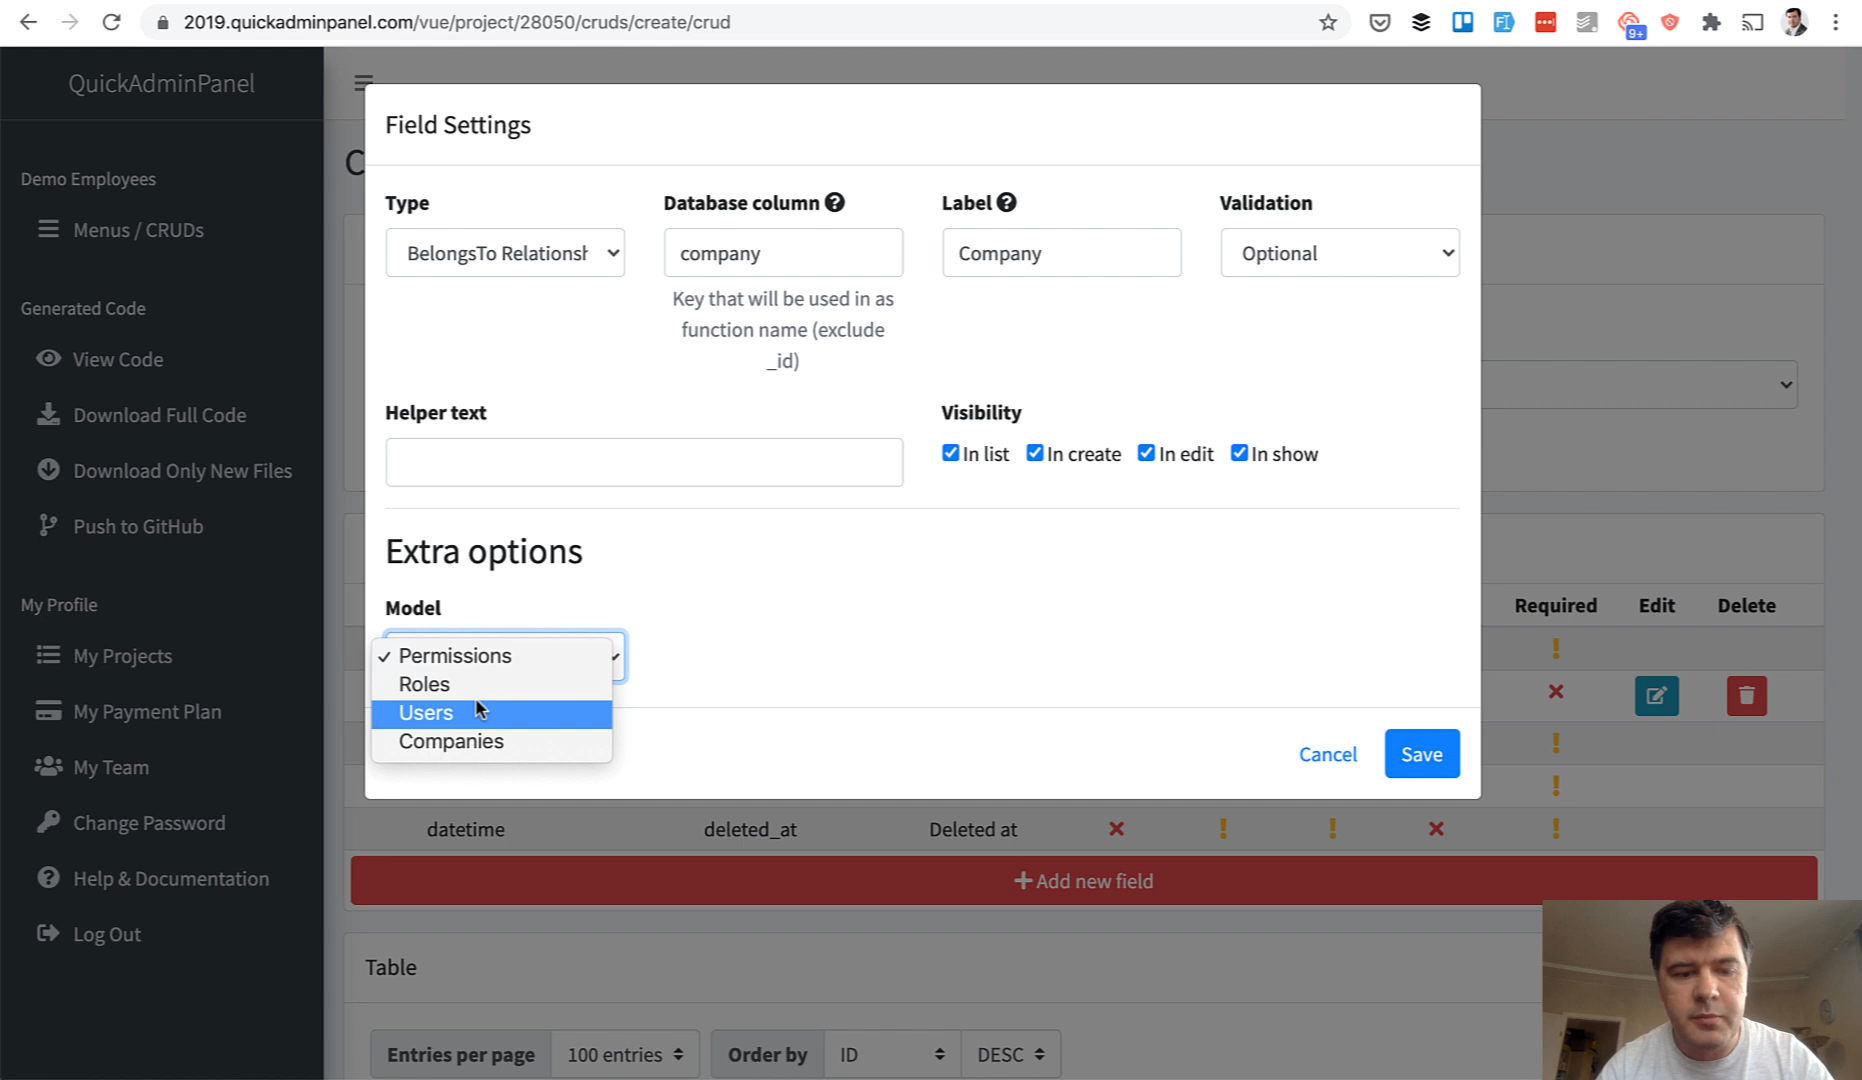 2019.quickadminpanel.com/vue/project/28050/cruds/create/crud
9+
QuickAdminPanel
Demo Employees
Menus / CRUDs
Generated Code
View Code
Download Full Code
Download Only New Files
Push to GitHub
My Profile
My Projects
My Payment Plan
My Team
Change Password
Help & Documentation
Log Out
C
Field Settings
Type
Database column
Label
Validation
BelongsTo Relationsh
company
Company
Optional
Key that will be used in as
function name (exclude
_id)
Helper text
Visibility
In list
In create
In edit
In show
Extra options
Model
Permissions
Roles
Users
Companies
Cancel
Save
Required
Edit
Delete
datetime
deleted_at
Deleted at
Add new field
Table
Entries per page
100 entries
Order by
ID
DESC